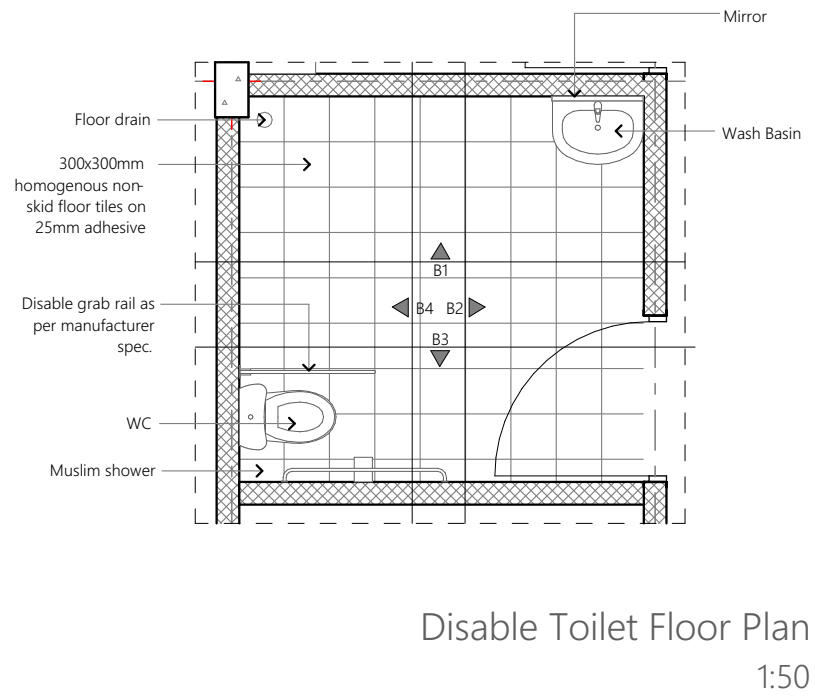 Mirror
Floor drain
Wash Basin
300x300mm
homogenous non-
skid floor tiles on
25mm adhesive
B1
Disable grab rail as
per manufacturer
spec.
B4 B2
B3
WC
Muslim shower
Disable Toilet Floor Plan
1:50